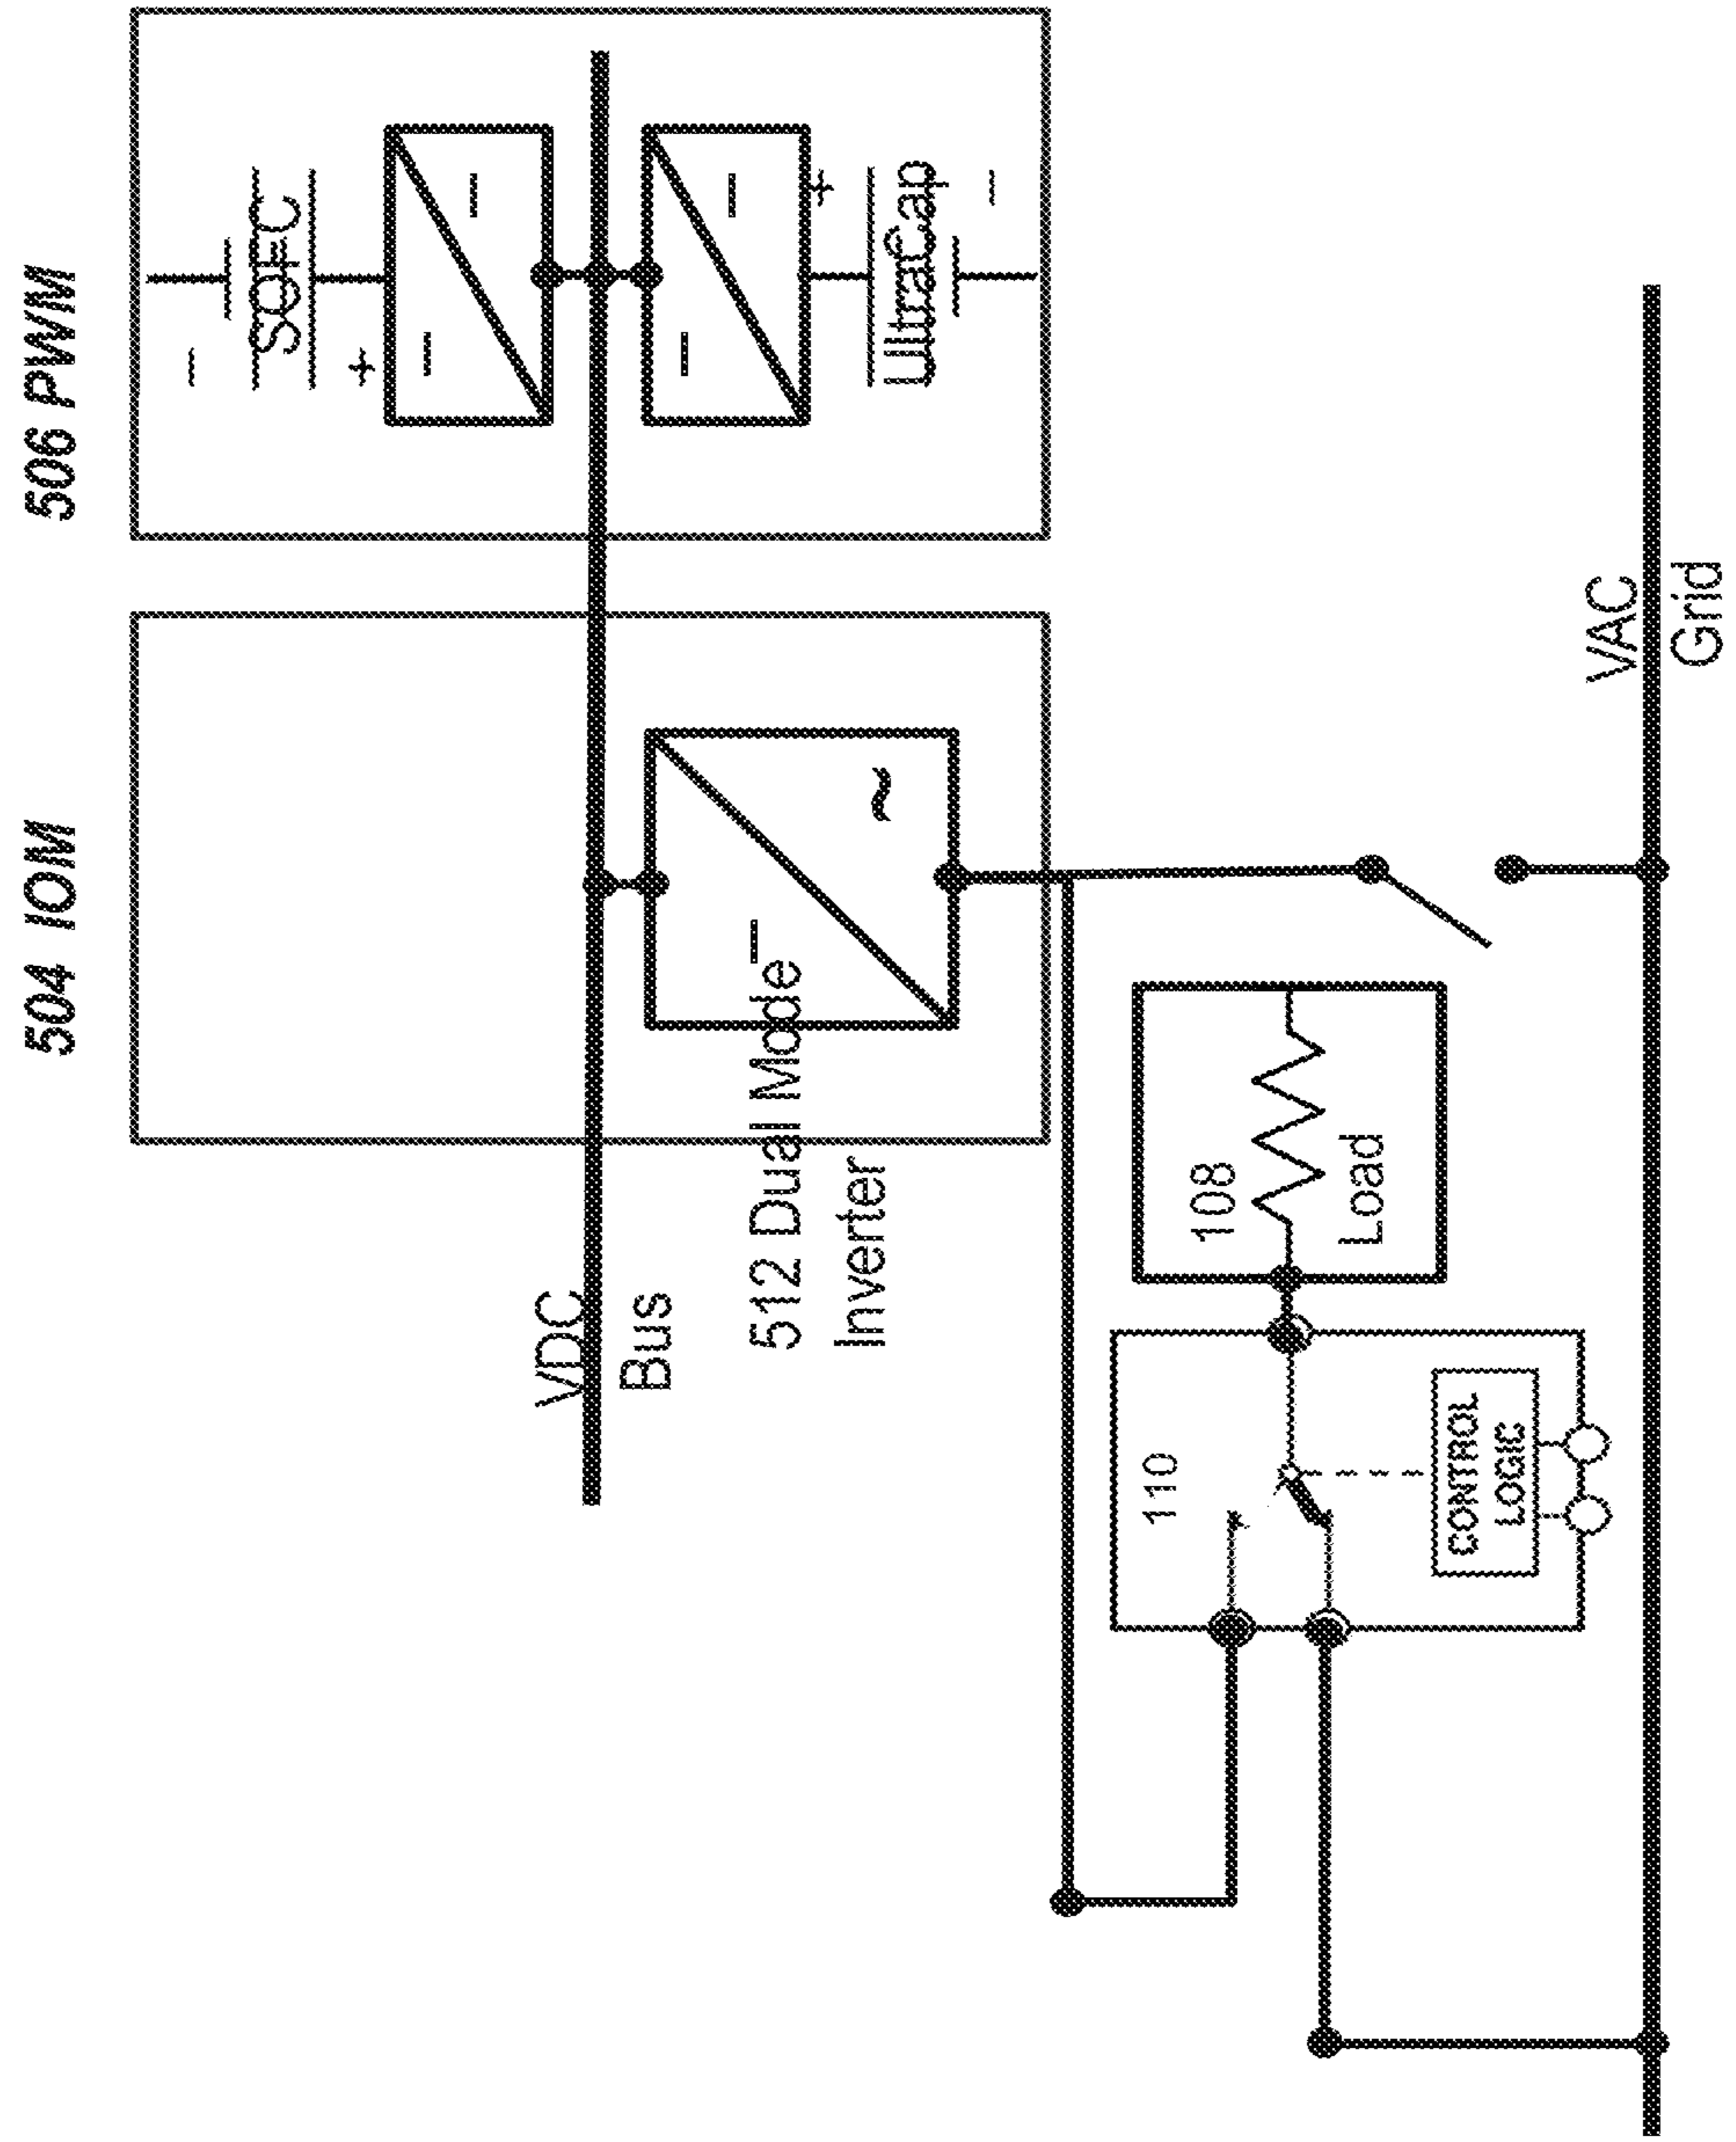 506 PWM
SOFC
UltraCap
504 IOM
VDC
Bus
512 Dual Mode
Inverter
VAC
Grid
108
Load
110
CONTROL
LOGIC